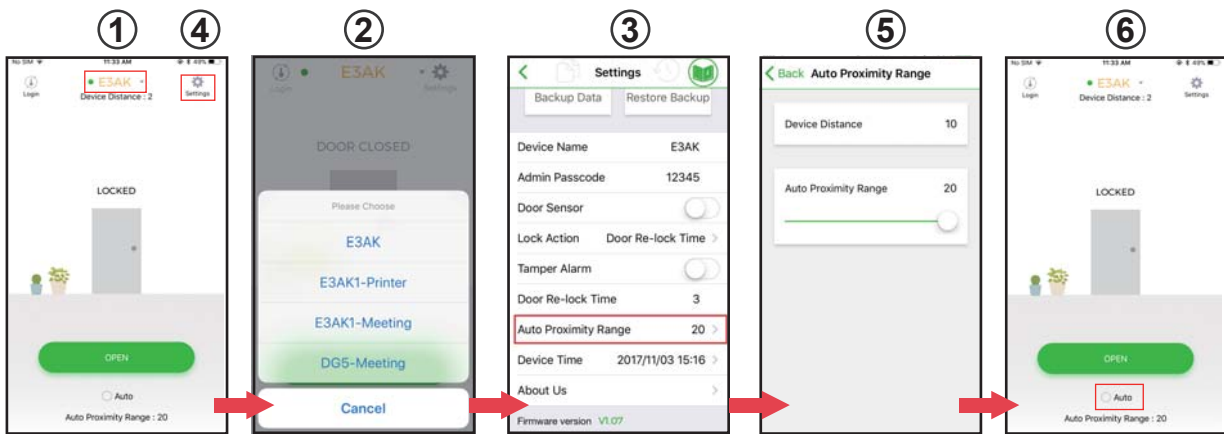 1
4
2
3
5
6
No SIM
11:33 AM
49%
E3AK
Login
Device Distance : 2
Settings
LOCKED
OPEN
Auto
Auto Proximity Range : 20
E3AK
Login
Settings
DOOR CLOSED
Please Choose
E3AK
E3AK1-Printer
E3AK1-Meeting
DG5-Meeting
Cancel
Settings
Backup Data
Restore Backup
Device Name E3AK
Admin Passcode 12345
Door Sensor
Lock Action Door Re-lock Time >
Tamper Alarm
Door Re-lock Time 3
Auto Proximity Range 20 >
Device Time 2017/11/03 15:16 >
About Us >
Firmware version V1.07
Back Auto Proximity Range
Device Distance 10
Auto Proximity Range 20
No SIM
11:33 AM
49%
E3AK
Login
Device Distance : 2
Settings
LOCKED
OPEN
Auto
Auto Proximity Range : 20